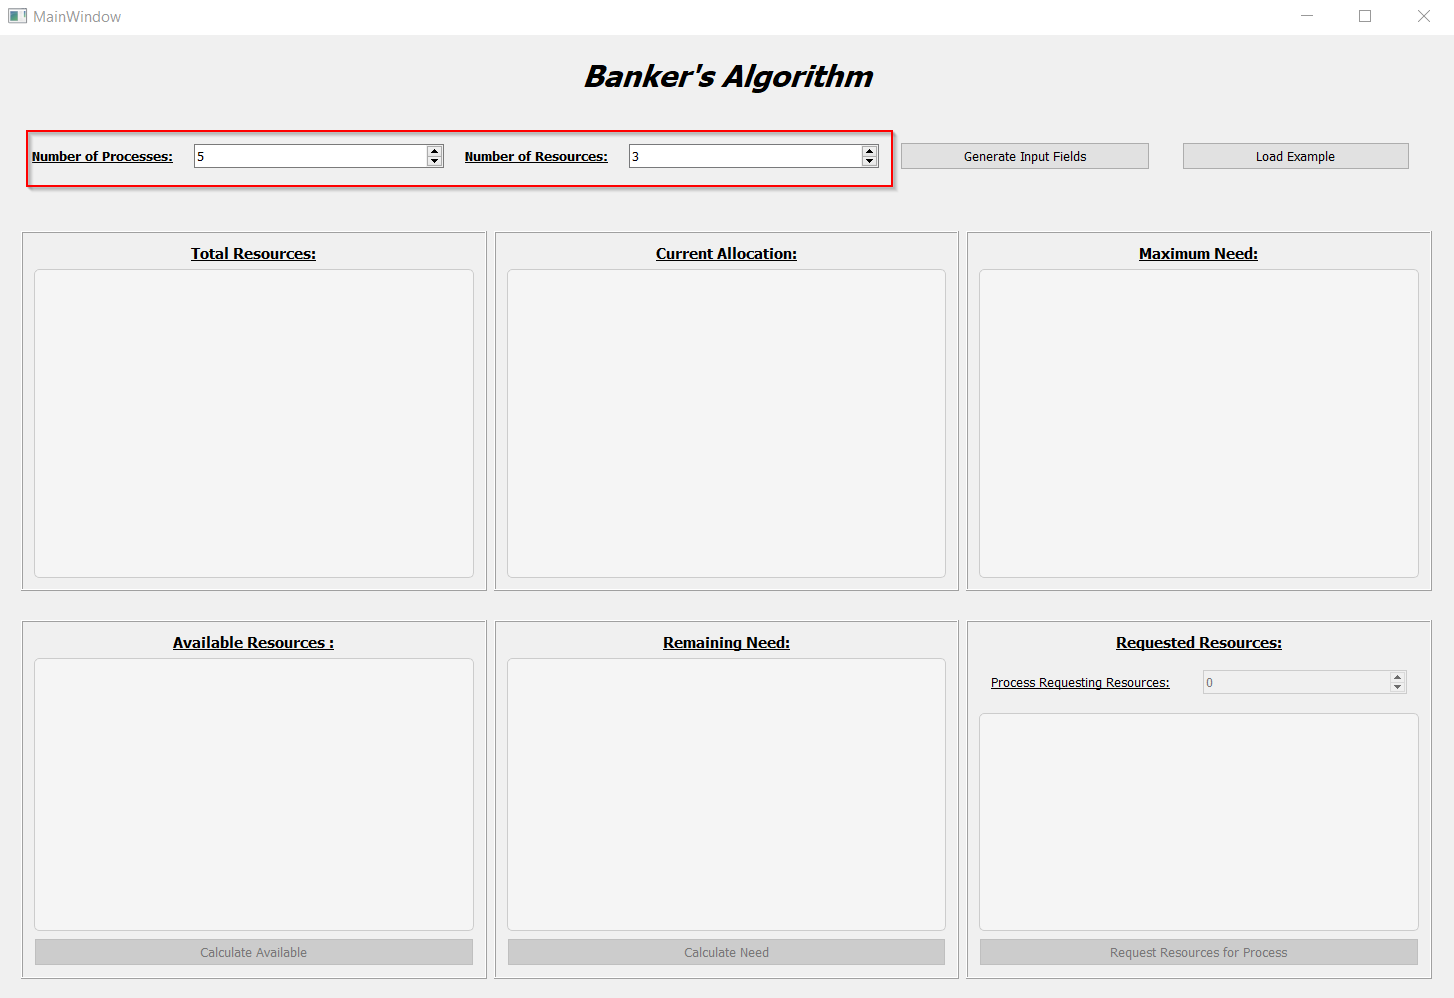 MainWindow
Banker's Algorithm
Number of Processes: 5 Number of Resources: 3 Generate Input Fields Load Example
Total Resources: Current Allocation: Maximum Need:
Available Resources : Remaining Need: Requested Resources:
Process Requesting Resources: 0
Calculate Available Calculate Need Request Resources for Process